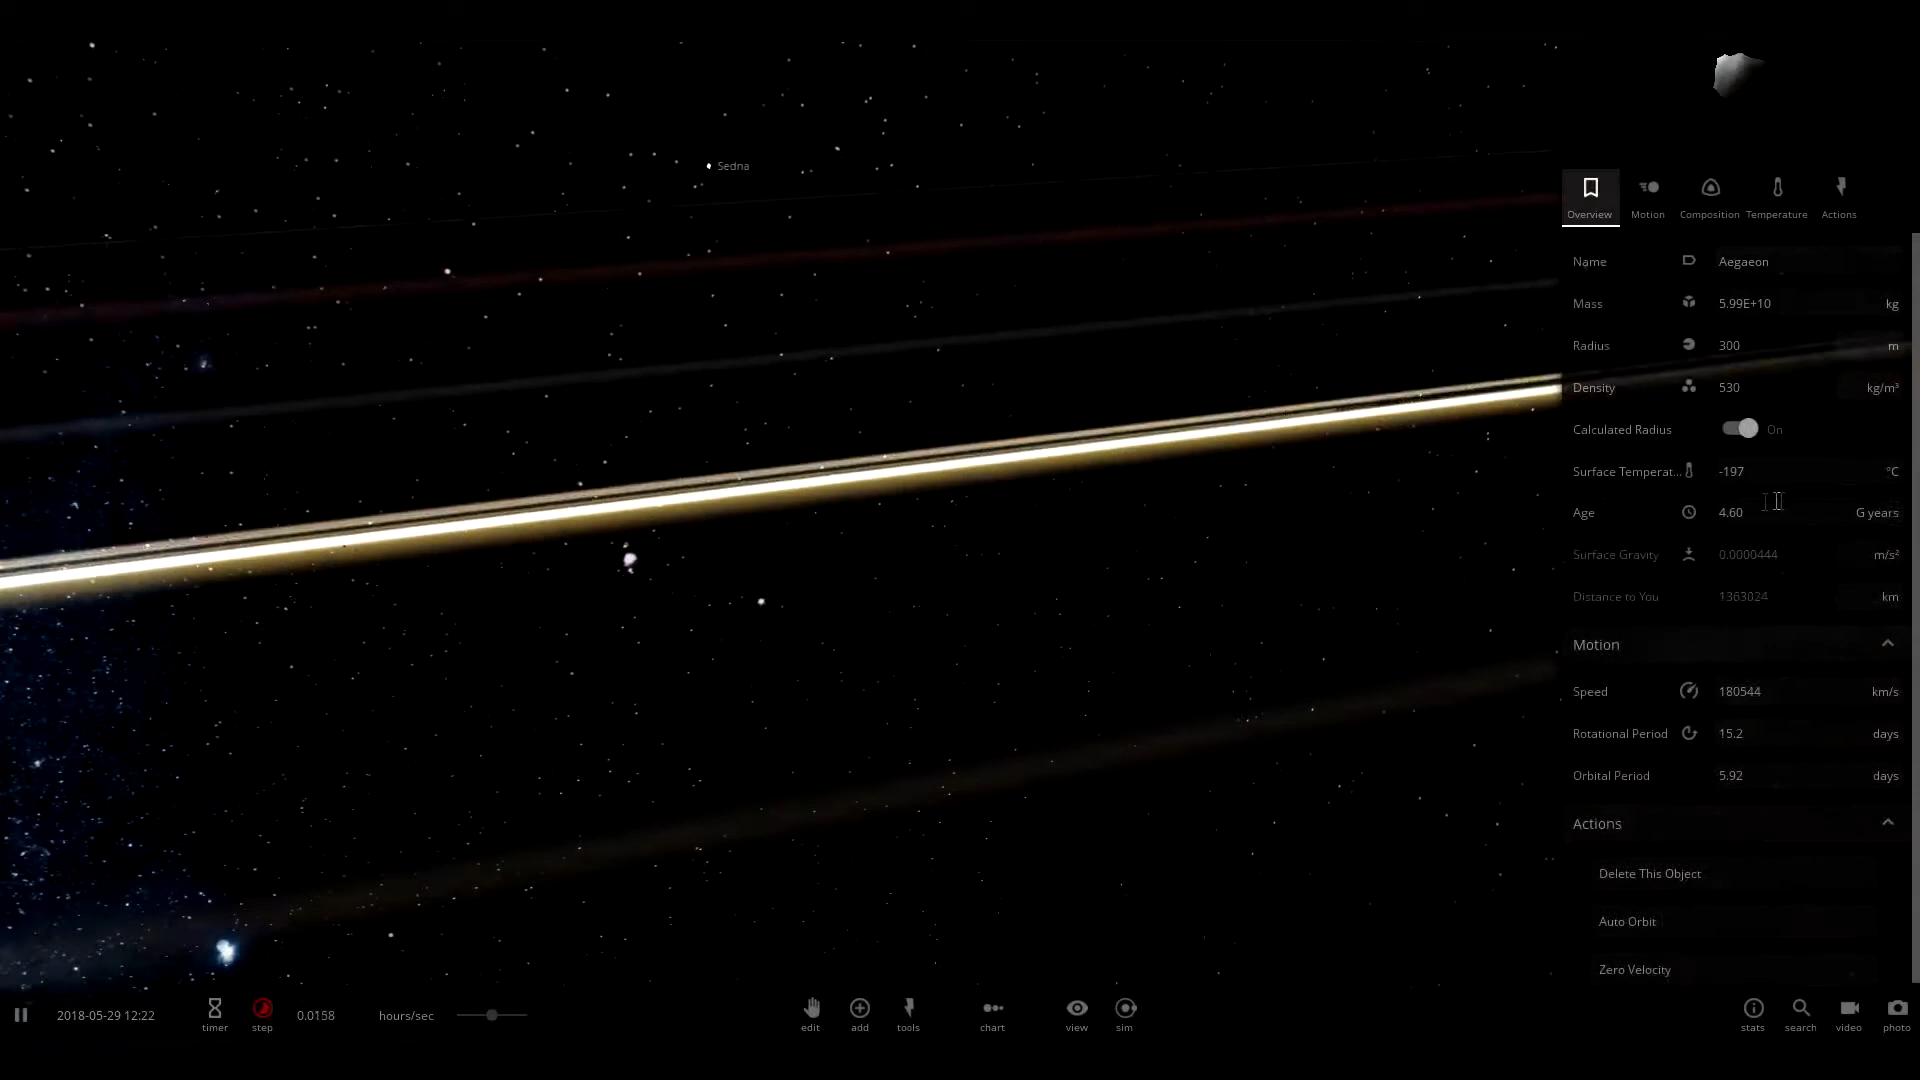 Sedna
Overview Motion Composition Temperature Actions
Name Aegaeon
Mass 5.99E+10 kg
Radius 300 m
Density 530 kg/m³
Calculated Radius On
Surface Temperat... -197 °C
Age 4.60 G years
Surface Gravity 0.0000444 m/s²
Distance to You 1363024 km
Motion
Speed 180544 km/s
Rotational Period 15.2 days
Orbital Period 5.92 days
Actions
Delete This Object
Auto Orbit
Zero Velocity
2018-05-29 12:22 timer step 0.0158 hours/sec edit add tools chart view sim stats search video photo